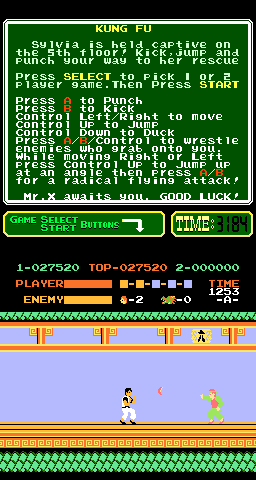 KUNG FU
Sylvia is held captive on
the 5th floor! Kick,jump and
punch your way to her rescue
Press SELECT to pick 1 or 2
player game.Then Press START
Press A to Punch
Press B to Kick
Control Left/Right to move
Control Up to Jump
Control Down to Duck
Press A/B/Control to wrestle
enemies who grab onto you.
While moving Right or Left
press Control Up to Jump up
at an angle then press A/B
for a radical flying attack!
Mr.X awaits you. GOOD LUCK!
GAME SELECT
START BUTTONS
TIME: 3184
1-027520 TOP-027520 2-000000
PLAYER TIME
1253
ENEMY -2 -0 -A-